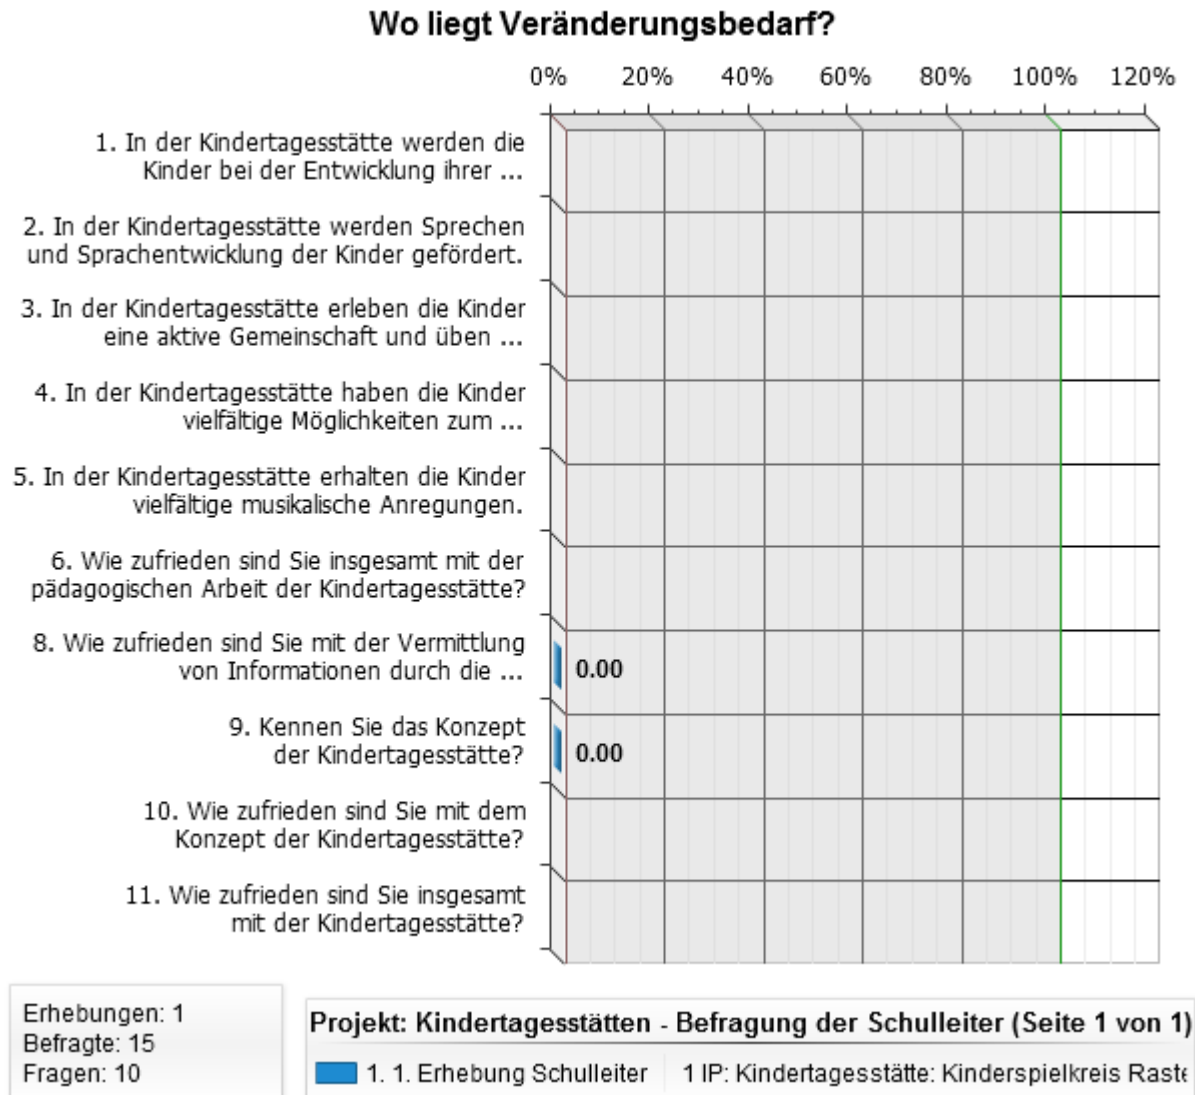 Wo liegt Veränderungsbedarf?
0% 20% 40% 60% 80% 100% 120%
1. In der Kindertagesstätte werden die
Kinder bei der Entwicklung ihrer ...
2. In der Kindertagesstätte werden Sprechen
und Sprachentwicklung der Kinder gefördert.
3. In der Kindertagesstätte erleben die Kinder
eine aktive Gemeinschaft und üben ...
4. In der Kindertagesstätte haben die Kinder
vielfältige Möglichkeiten zum ...
5. In der Kindertagesstätte erhalten die Kinder
vielfältige musikalische Anregungen.
6. Wie zufrieden sind Sie insgesamt mit der
pädagogischen Arbeit der Kindertagesstätte?
8. Wie zufrieden sind Sie mit der Vermittlung
von Informationen durch die ...
0.00
9. Kennen Sie das Konzept
der Kindertagesstätte?
0.00
10. Wie zufrieden sind Sie mit dem
Konzept der Kindertagesstätte?
11. Wie zufrieden sind Sie insgesamt
mit der Kindertagesstätte?
Erhebungen: 1
Befragte: 15
Fragen: 10
Projekt: Kindertagesstätten - Befragung der Schulleiter (Seite 1 von 1)
1. 1. Erhebung Schulleiter
1 IP: Kindertagesstätte: Kinderspielkreis Raste